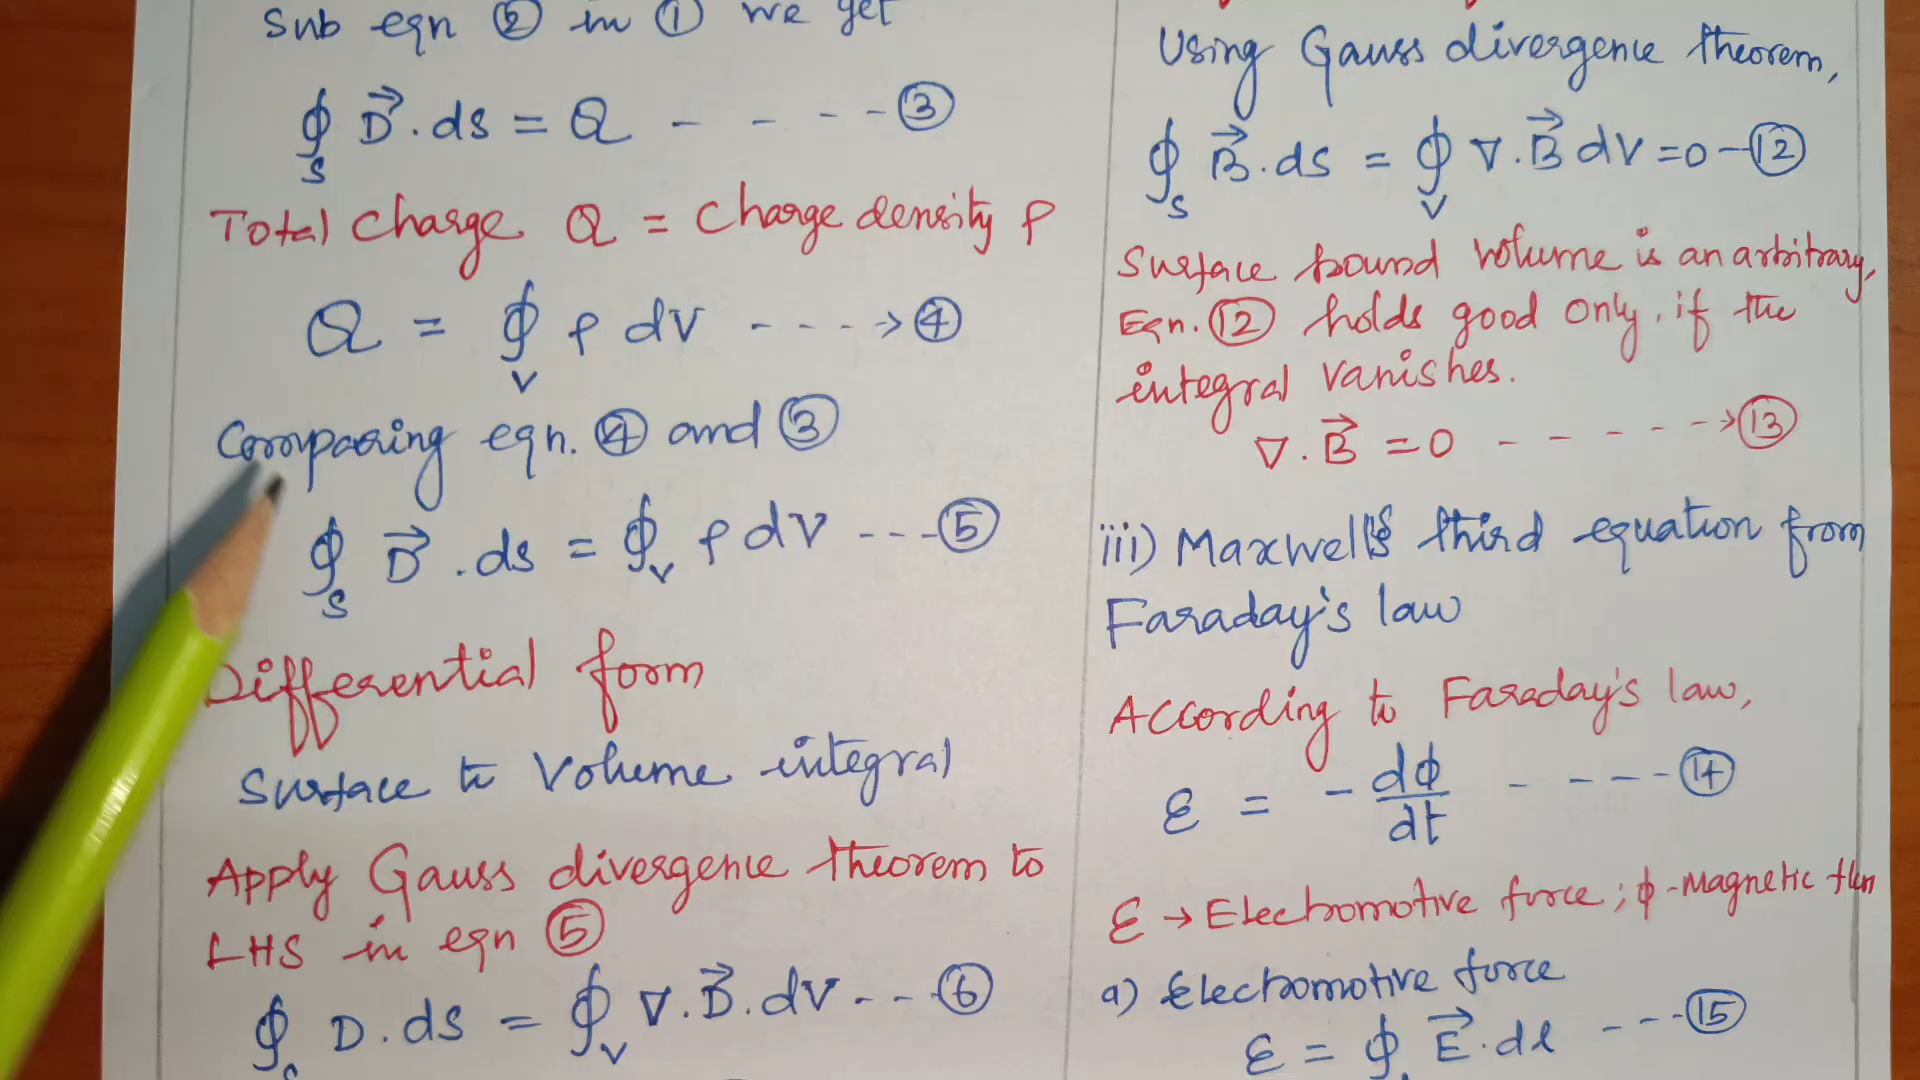 Sub eqn ② in ① we get
∮S D⃗ . ds = Q - - - - - ③
Total charge Q = Charge density ρ
Q = ∮V ρ dV - - - -> ④
Comparing eqn. ④ and ③
∮S D⃗ . ds = ∮V ρ dV - - - ⑤
Differential form
Surface to Volume integral
Apply Gauss divergence theorem to
LHS in eqn ⑤
∮S D . ds = ∮V ∇ . D⃗ . dV - - - ⑥
Using Gauss divergence theorem,
∮S B⃗ . ds = ∮V ∇ . B⃗ dV = 0 - ⑫
Surface bound volume is an arbitrary,
Eqn. ⑫ holds good only, if the
integral vanishes.
∇ . B⃗ = 0 - - - - - -> ⑬
iii) Maxwell's third equation from
Faraday's law
According to Faraday's law,
ε = - dϕ/dt - - - - - ⑭
ε → Electromotive force ; ϕ - Magnetic flux
a) Electromotive force
ε = ∮ E⃗ . dl - - - ⑮